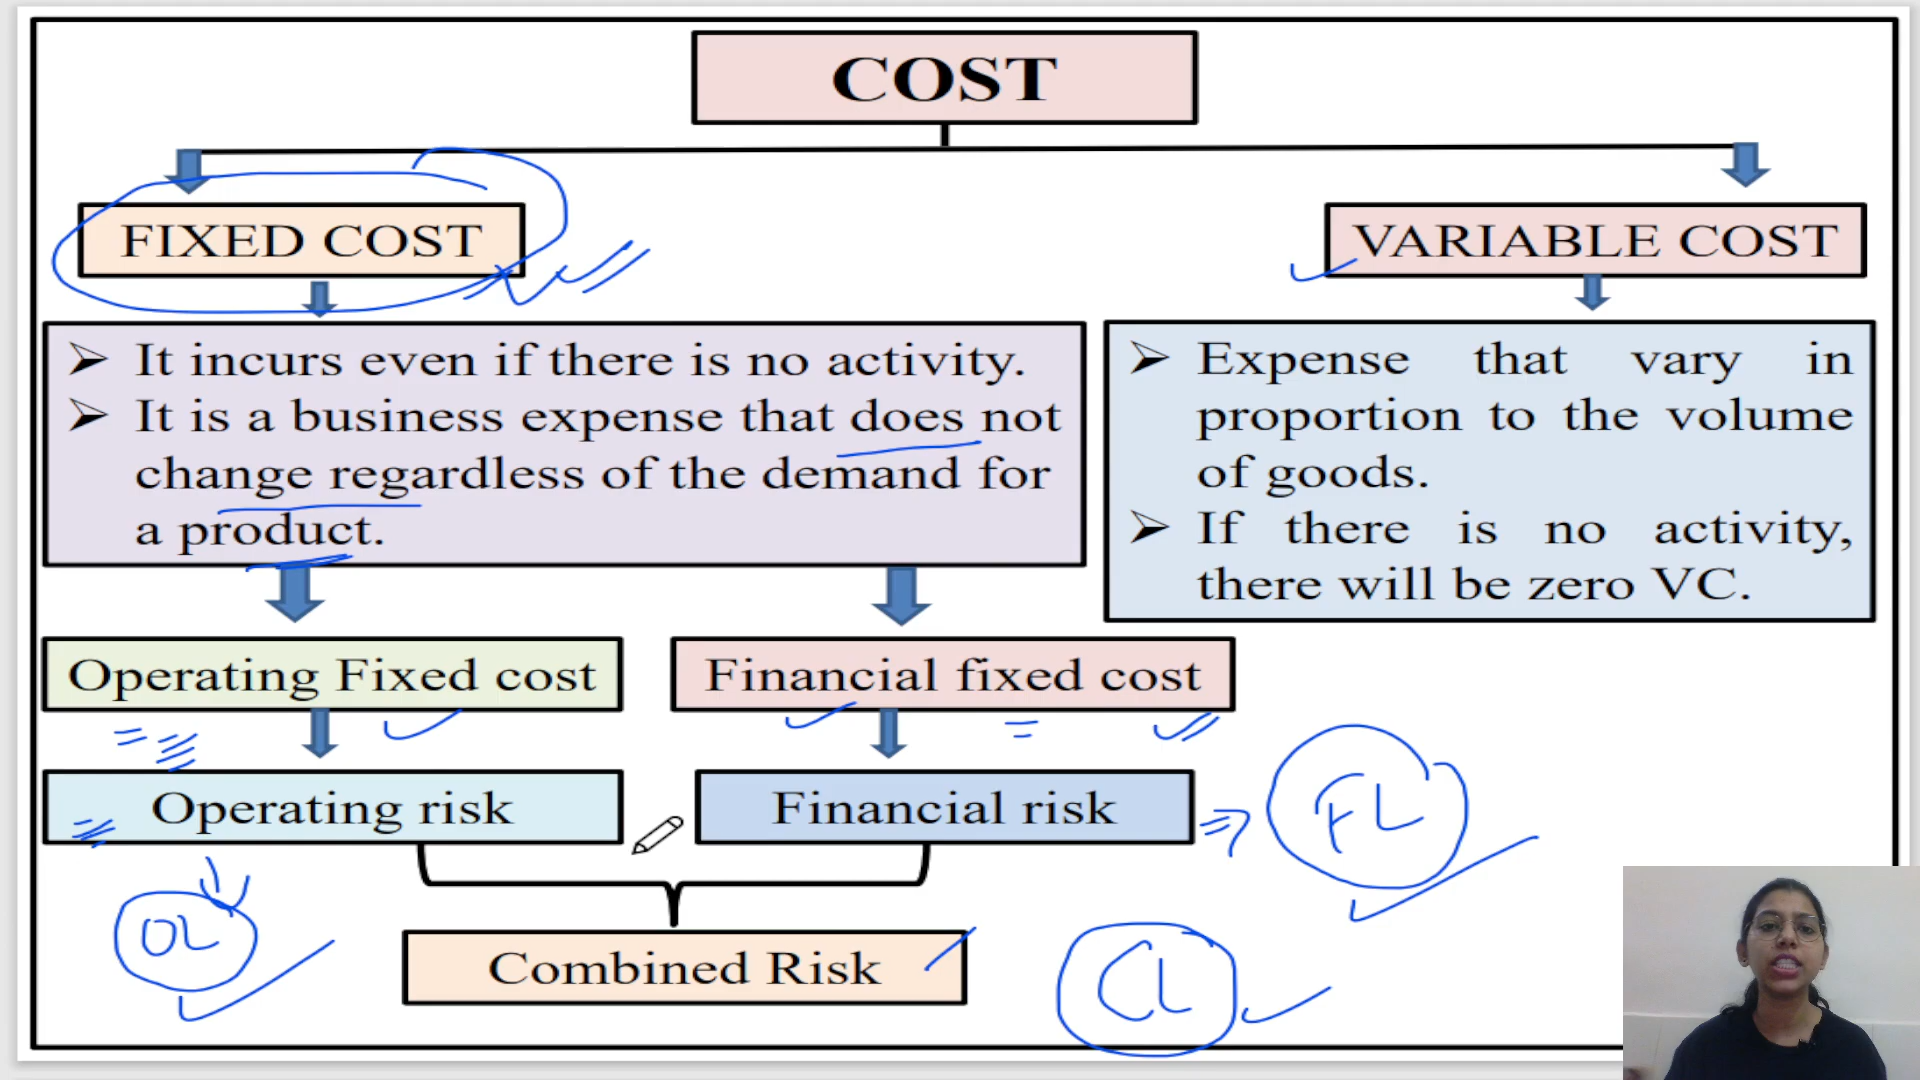 COST
FIXED COST
VARIABLE COST
➢ It incurs even if there is no activity.
➢ It is a business expense that does not
change regardless of the demand for
a product.
➢ Expense that vary in
proportion to the volume
of goods.
➢ If there is no activity,
there will be zero VC.
Operating Fixed cost
Financial fixed cost
Operating risk
Financial risk
FL
OL
Combined Risk
CL